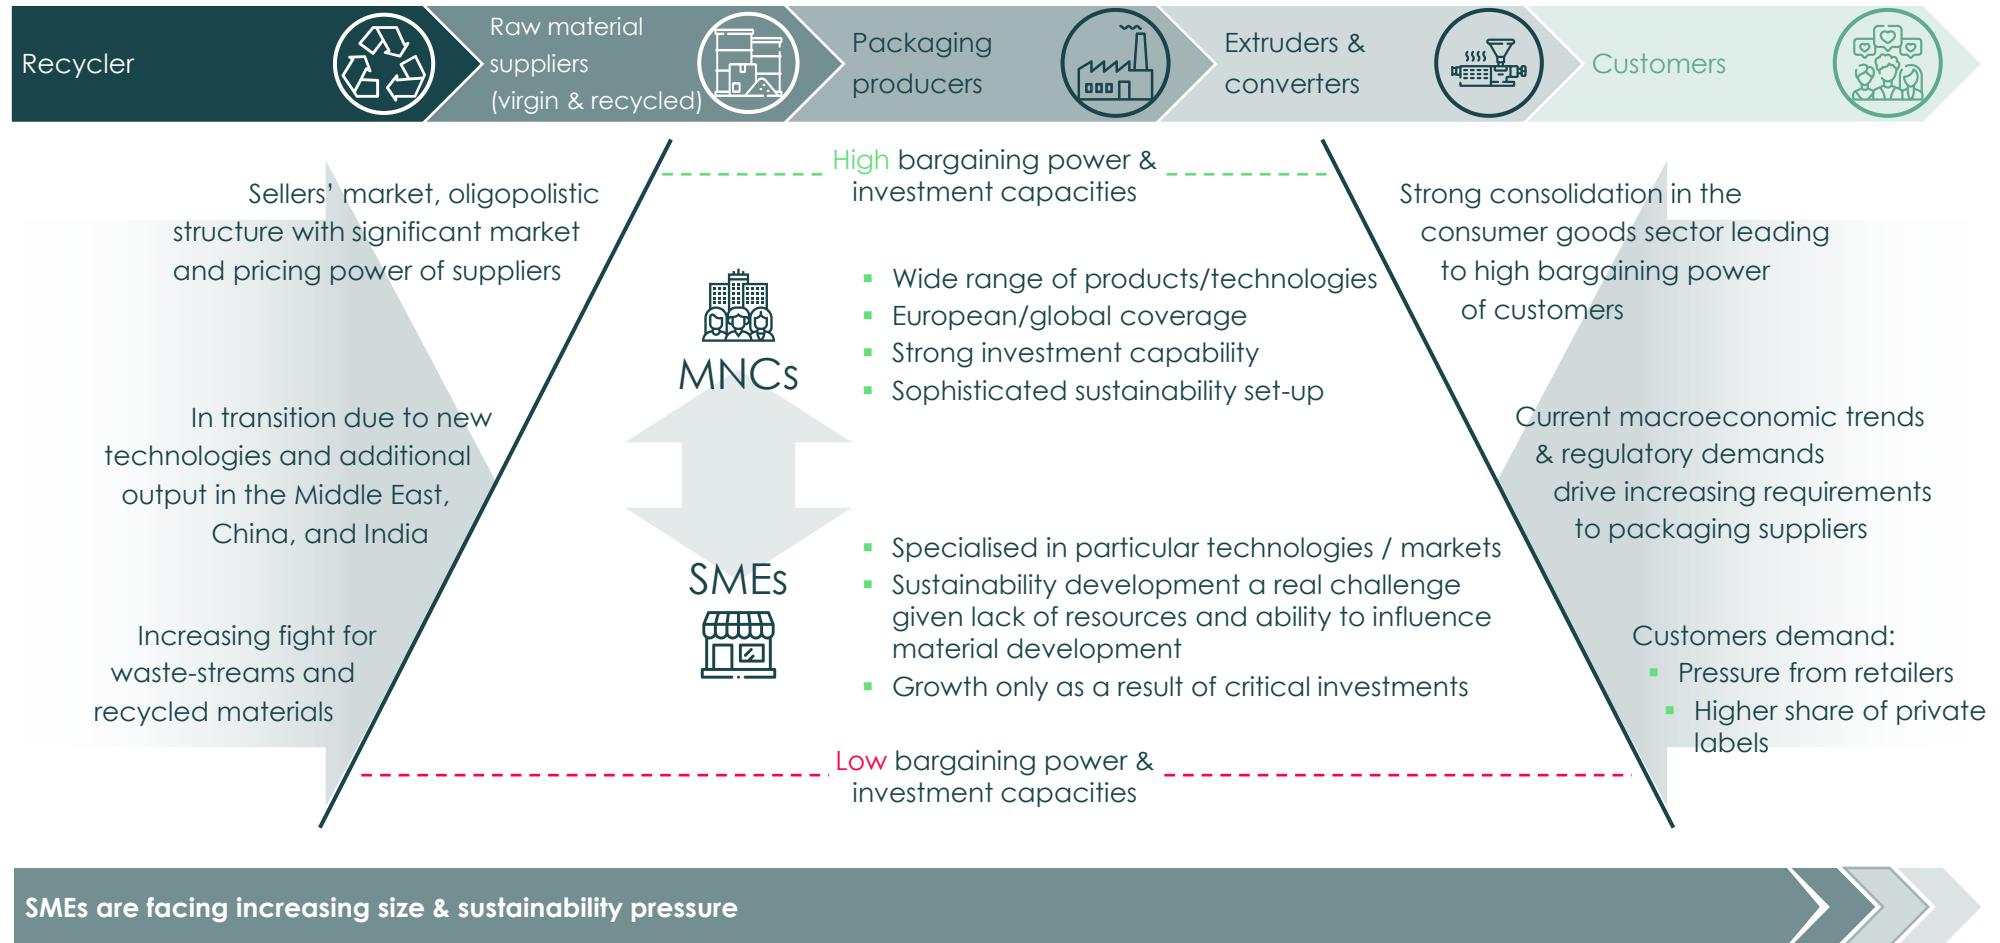 Recycler
Raw material
suppliers
(virgin & recycled)
Packaging
producers
Extruders &
converters
Customers
Sellers’ market, oligopolistic
structure with significant market
and pricing power of suppliers
In transition due to new
technologies and additional
output in the Middle East,
China, and India
Increasing fight for
waste-streams and
recycled materials
High bargaining power &
investment capacities
MNCs
▪ Wide range of products/technologies
▪ European/global coverage
▪ Strong investment capability
▪ Sophisticated sustainability set-up
SMEs
▪ Specialised in particular technologies / markets
▪ Sustainability development a real challenge
given lack of resources and ability to influence
material development
▪ Growth only as a result of critical investments
Low bargaining power &
investment capacities
Strong consolidation in the
consumer goods sector leading
to high bargaining power
of customers
Current macroeconomic trends
& regulatory demands
drive increasing requirements
to packaging suppliers
Customers demand:
▪ Pressure from retailers
▪ Higher share of private
labels
SMEs are facing increasing size & sustainability pressure